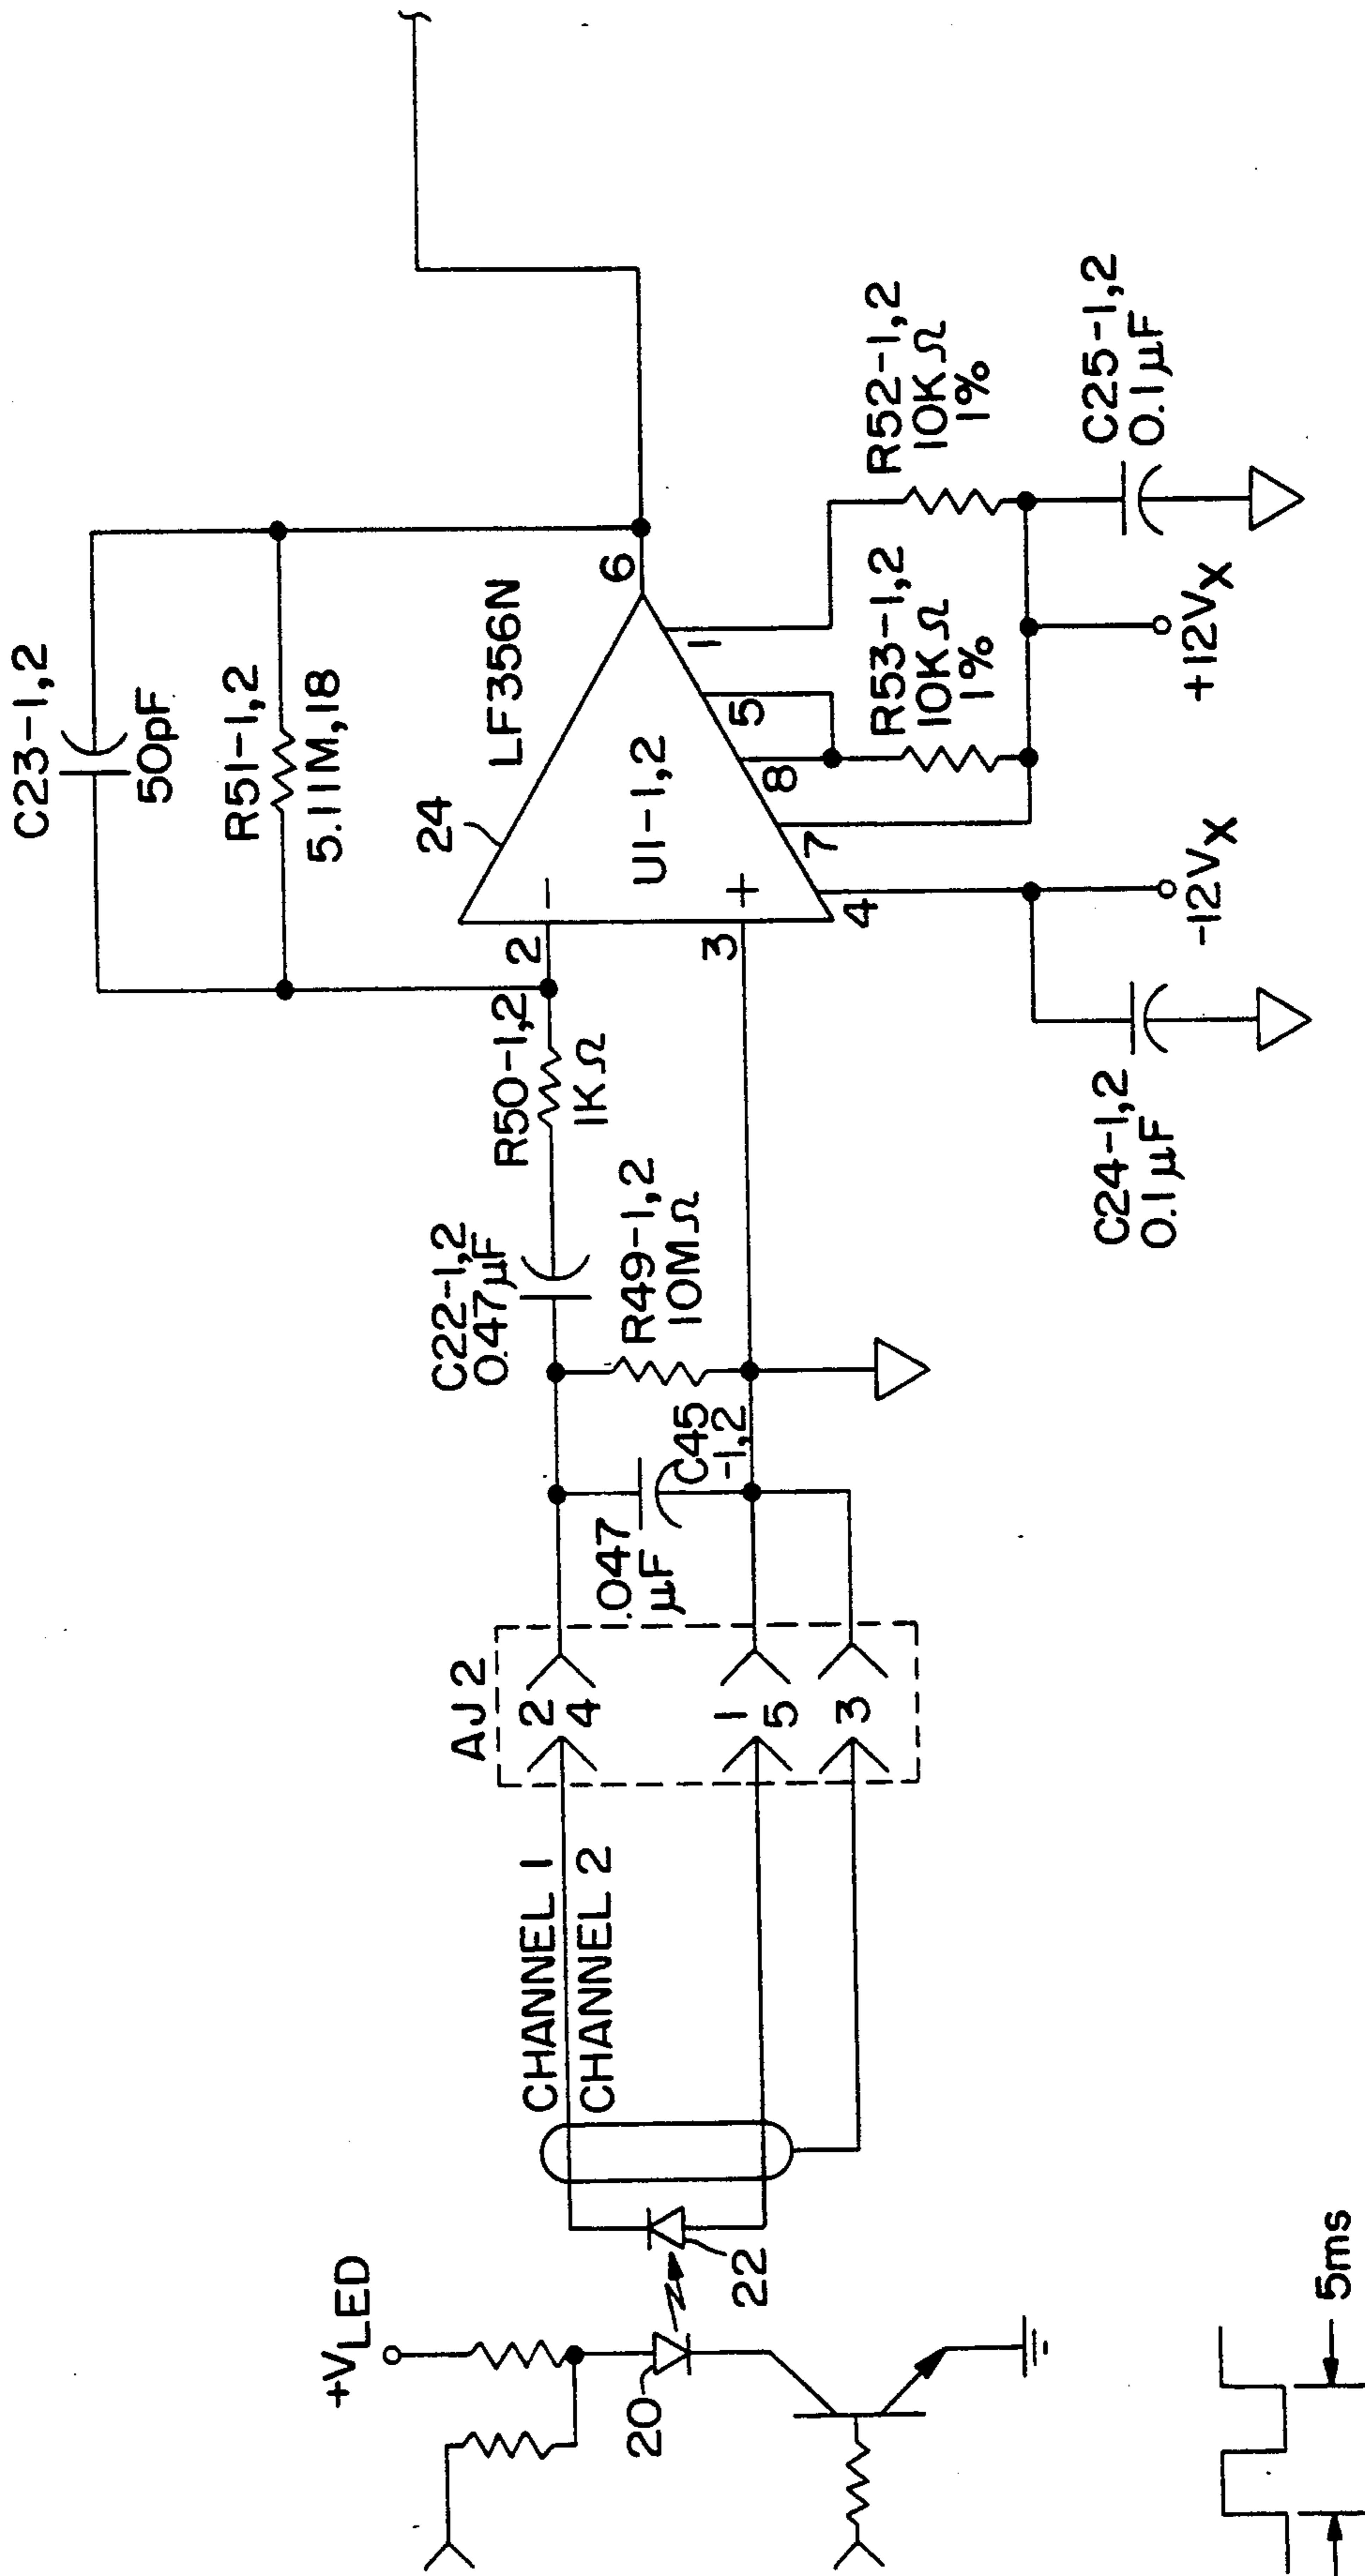 C23-1,2
50pF
R51-1,2
5.11M,18
24
LF356N
U1-1,2
−
+
2
3
6
1
5
8
7
4
R50-1,2
1KΩ
C22-1,2
0.47µF
R49-1,2
10MΩ
C45
-1,2
.047
µF
AJ2
2
4
1
5
3
CHANNEL 1
CHANNEL 2
R52-1,2
10KΩ
1%
R53-1,2
10KΩ
1%
C25-1,2
0.1µF
+12VX
-12VX
C24-1,2
0.1µF
+VLED
20
22
5ms